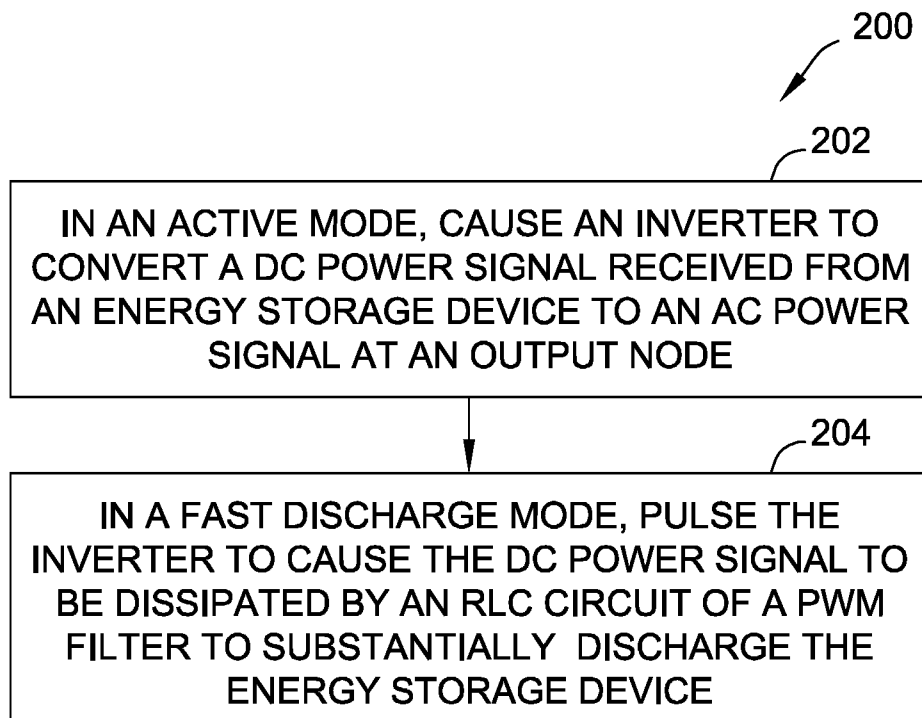 200
202
IN AN ACTIVE MODE, CAUSE AN INVERTER TO
CONVERT A DC POWER SIGNAL RECEIVED FROM
AN ENERGY STORAGE DEVICE TO AN AC POWER
SIGNAL AT AN OUTPUT NODE
204
IN A FAST DISCHARGE MODE, PULSE THE
INVERTER TO CAUSE THE DC POWER SIGNAL TO
BE DISSIPATED BY AN RLC CIRCUIT OF A PWM
FILTER TO SUBSTANTIALLY DISCHARGE THE
ENERGY STORAGE DEVICE